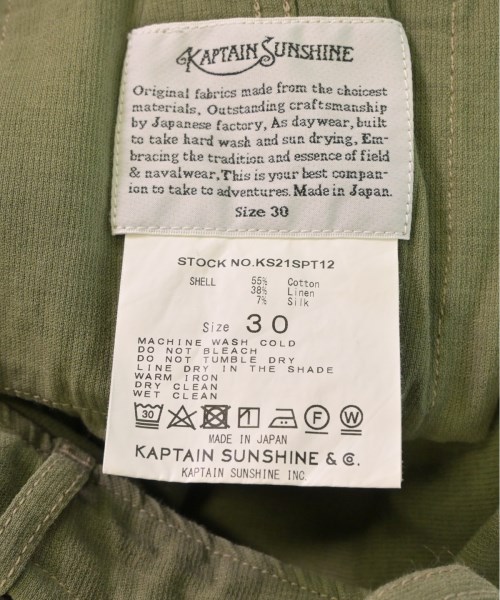 KAPTAIN SUNSHINE
Original fabrics made from the choicest
materials. Outstanding craftsmanship
by Japanese factory, As daywear, built
to take hard wash and sun drying, Em-
bracing the tradition and essence of field
& navalwear. This is your best compan-
ion to take to adventures. Made in Japan.
Size 30
STOCK NO.KS21SPT12
SHELL 55% Cotton
38% Linen
7% Silk
Size 30
MACHINE WASH COLD
DO NOT BLEACH
DO NOT TUMBLE DRY
LINE DRY IN THE SHADE
WARM IRON
DRY CLEAN
WET CLEAN
30 F W
MADE IN JAPAN
KAPTAIN SUNSHINE & Co.
KAPTAIN SUNSHINE INC.